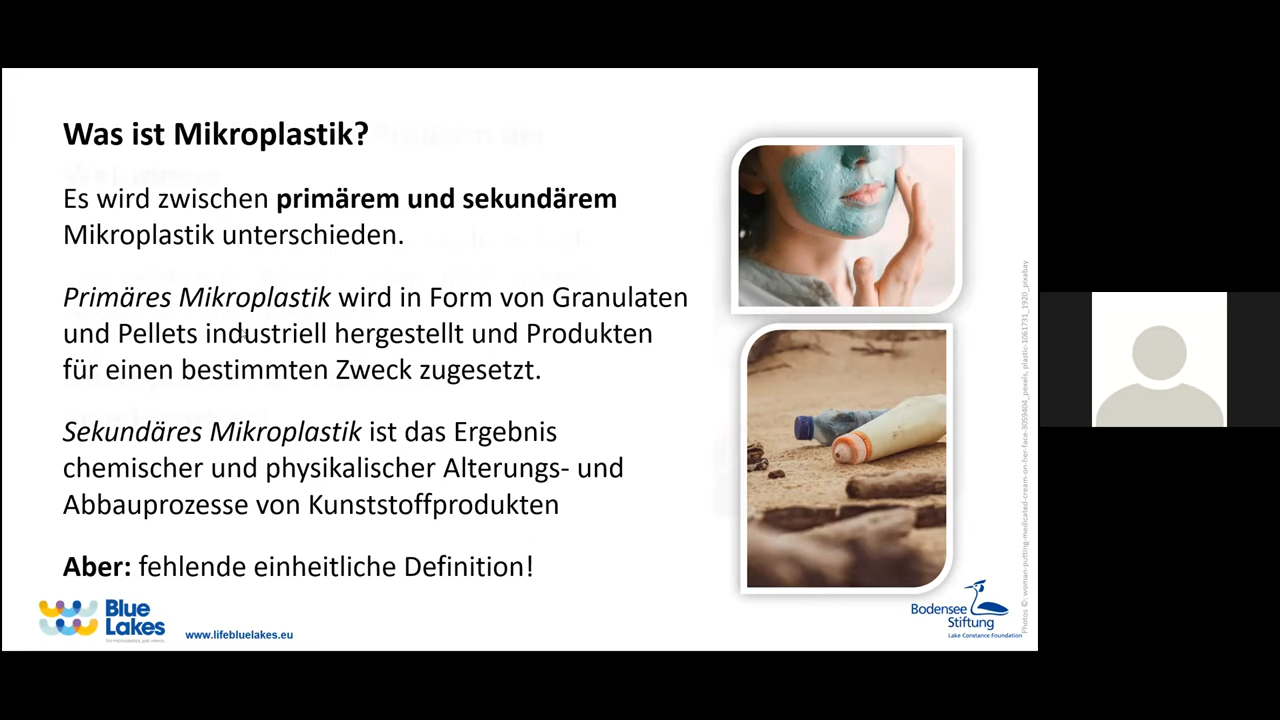 Was ist Mikroplastik?
Es wird zwischen primärem und sekundärem
Mikroplastik unterschieden.
Primäres Mikroplastik wird in Form von Granulaten
und Pellets industriell hergestellt und Produkten
für einen bestimmten Zweck zugesetzt.
Sekundäres Mikroplastik ist das Ergebnis
chemischer und physikalischer Alterungs- und
Abbauprozesse von Kunststoffprodukten
Aber: fehlende einheitliche Definition!
Blue
Lakes
www.lifebluelakes.eu
Bodensee
Stiftung
Lake Constance Foundation
Photos ©: woman-putting-medicated-cream-on-her-face-3059404_pexels, plastic-1061731_1920_pixabay